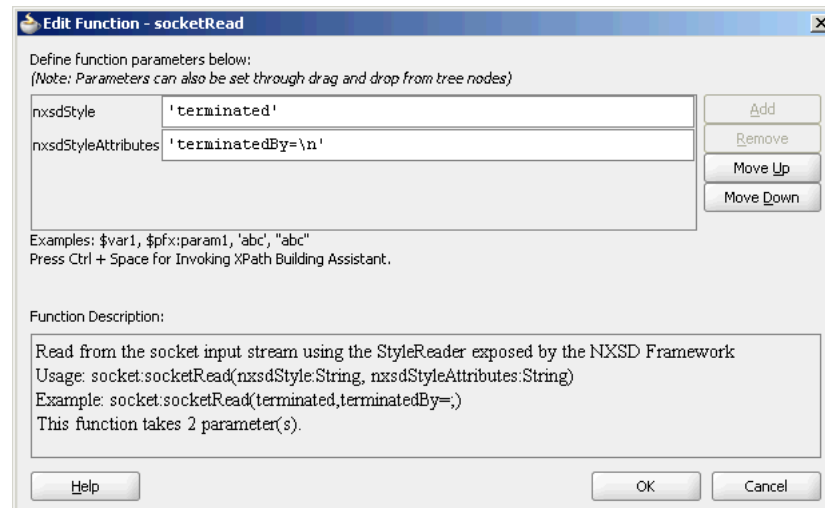 Edit Function - socketRead
Define function parameters below:
(Note: Parameters can also be set through drag and drop from tree nodes)
nxsdStyle 'terminated'
nxsdStyleAttributes 'terminatedBy=\n'
Add
Remove
Move Up
Move Down
Examples: $var1, $pfx:param1, 'abc', "abc"
Press Ctrl + Space for Invoking XPath Building Assistant.
Function Description:
Read from the socket input stream using the StyleReader exposed by the NXSD Framework
Usage: socket:socketRead(nxsdStyle:String, nxsdStyleAttributes:String)
Example: socket:socketRead(terminated,terminatedBy=;)
This function takes 2 parameter(s).
Help OK Cancel